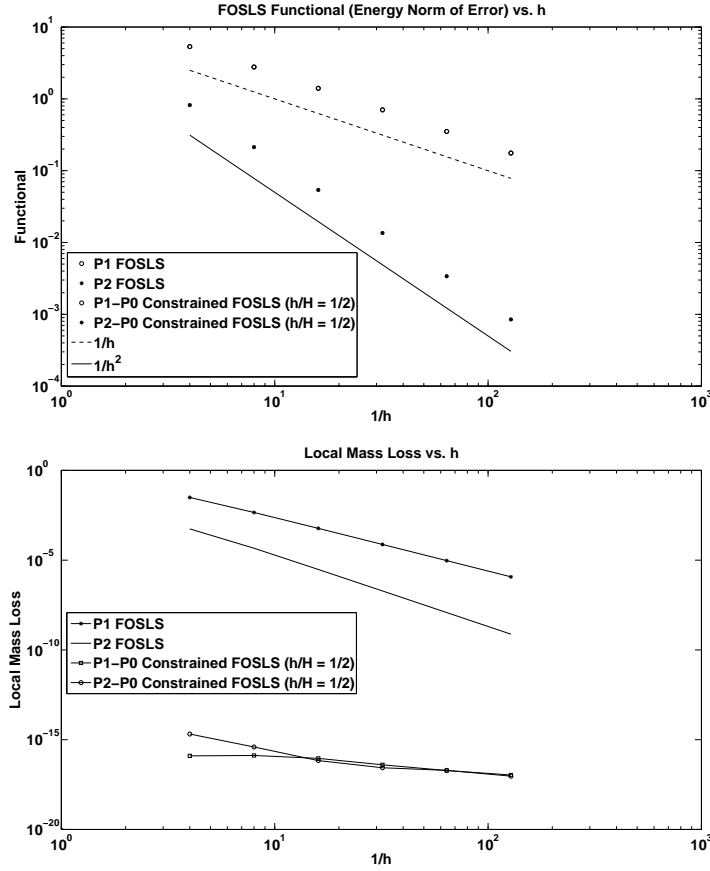 FOSLS Functional (Energy Norm of Error) vs. h
10^1
10^0
10^−1
10^−2
10^−3
10^−4
Functional
P1 FOSLS
P2 FOSLS
P1−P0 Constrained FOSLS (h/H = 1/2)
P2−P0 Constrained FOSLS (h/H = 1/2)
1/h
1/h^2
10^0
10^1
10^2
10^3
1/h
Local Mass Loss vs. h
10^0
10^−5
10^−10
10^−15
10^−20
Local Mass Loss
P1 FOSLS
P2 FOSLS
P1−P0 Constrained FOSLS (h/H = 1/2)
P2−P0 Constrained FOSLS (h/H = 1/2)
10^0
10^1
10^2
10^3
1/h